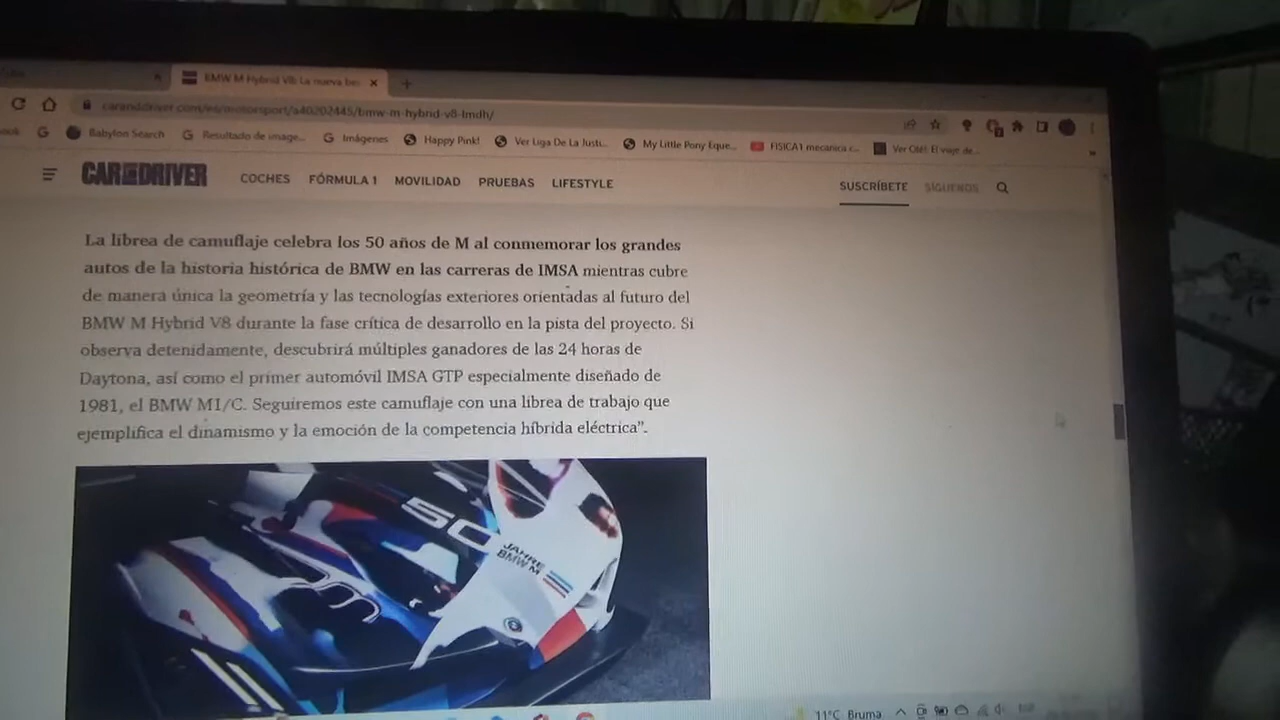 BMW M Hybrid V8: La nueva be
caranddriver.com/es/motorsport/a40202445/bmw-m-hybrid-v8-lmdh/
Babylon Search
Resultado de image...
Imágenes
Happy Pink!
Ver Liga De La Justi...
My Little Pony Eque...
FISICA1 mecanica c...
Ver Olé!: El viaje de...
CAR AND DRIVER
COCHES
FÓRMULA 1
MOVILIDAD
PRUEBAS
LIFESTYLE
SUSCRÍBETE
SÍGUENOS
La librea de camuflaje celebra los 50 años de M al conmemorar los grandes
autos de la historia histórica de BMW en las carreras de IMSA mientras cubre
de manera única la geometría y las tecnologías exteriores orientadas al futuro del
BMW M Hybrid V8 durante la fase crítica de desarrollo en la pista del proyecto. Si
observa detenidamente, descubrirá múltiples ganadores de las 24 horas de
Daytona, así como el primer automóvil IMSA GTP especialmente diseñado de
1981, el BMW M1/C. Seguiremos este camuflaje con una librea de trabajo que
ejemplifica el dinamismo y la emoción de la competencia híbrida eléctrica”.
50
JAHRE
BMW M
11°C Bruma